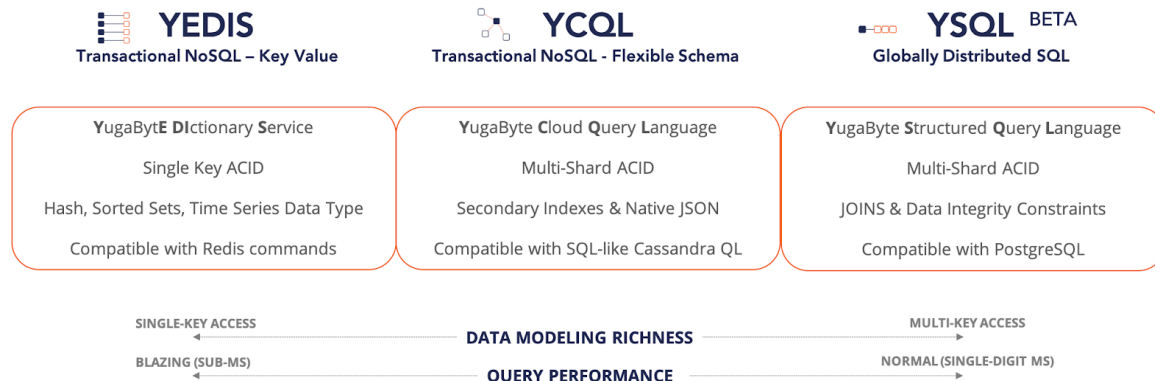 YEDIS
Transactional NoSQL – Key Value
YCQL
Transactional NoSQL - Flexible Schema
YSQL BETA
Globally Distributed SQL
YugaBytE DIctionary Service
Single Key ACID
Hash, Sorted Sets, Time Series Data Type
Compatible with Redis commands
YugaByte Cloud Query Language
Multi-Shard ACID
Secondary Indexes & Native JSON
Compatible with SQL-like Cassandra QL
YugaByte Structured Query Language
Multi-Shard ACID
JOINS & Data Integrity Constraints
Compatible with PostgreSQL
SINGLE-KEY ACCESS
DATA MODELING RICHNESS
MULTI-KEY ACCESS
BLAZING (SUB-MS)
QUERY PERFORMANCE
NORMAL (SINGLE-DIGIT MS)